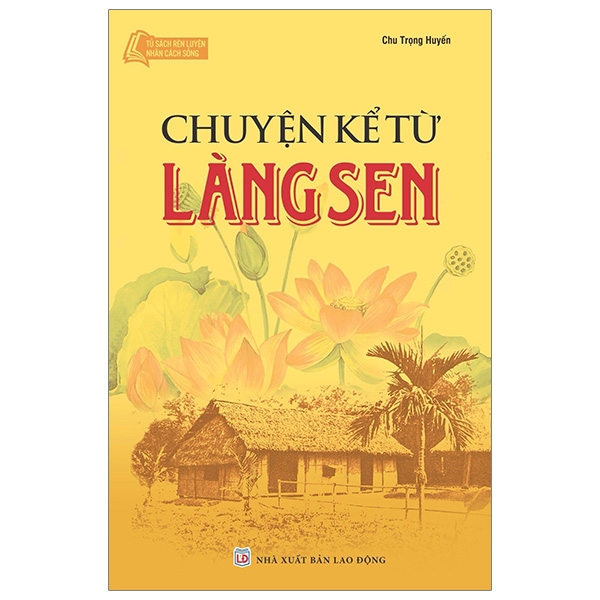 TỦ SÁCH RÈN LUYỆN
NHÂN CÁCH SỐNG
Chu Trọng Huyến
CHUYỆN KỂ TỪ
LÀNG SEN
LĐ
NHÀ XUẤT BẢN LAO ĐỘNG